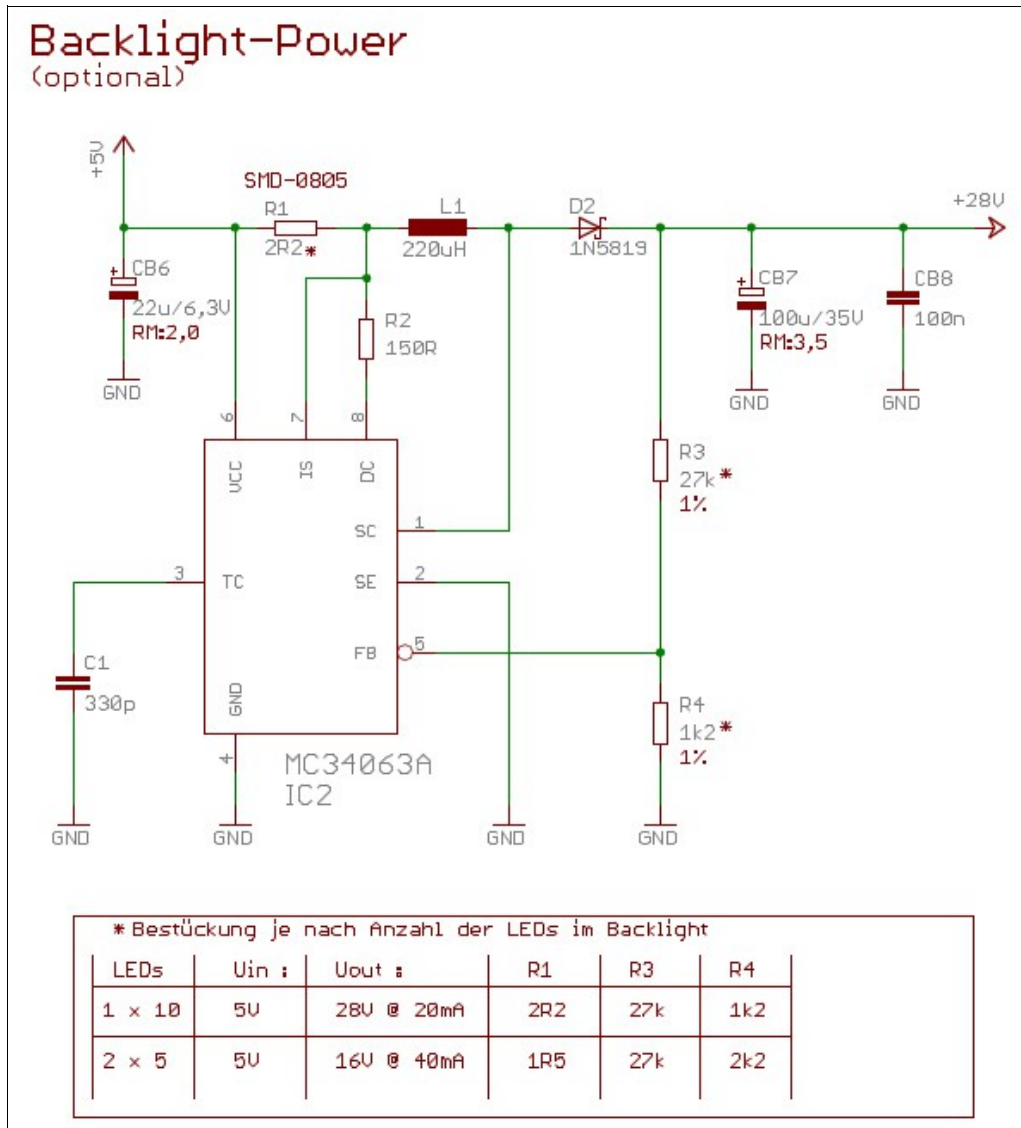 Backlight-Power
(optional)
+5V
SMD-0805
R1
2R2*
L1
220uH
D2
1N5819
+28V
+
CB6
22u/6,3V
RM:2,0
GND
R2
150R
+
CB7
100u/35V
RM:3,5
GND
CB8
100n
GND
6
7
8
VCC
IS
DC
R3
27k*
1%
SC
1
3
TC
SE
2
FB
5
C1
330p
GND
4
MC34063A
IC2
R4
1k2*
1%
GND
GND
GND
GND
* Bestückung je nach Anzahl der LEDs im Backlight
LEDs Uin : Uout : R1 R3 R4
1 x 10 5V 28V @ 20mA 2R2 27k 1k2
2 x 5 5V 16V @ 40mA 1R5 27k 2k2